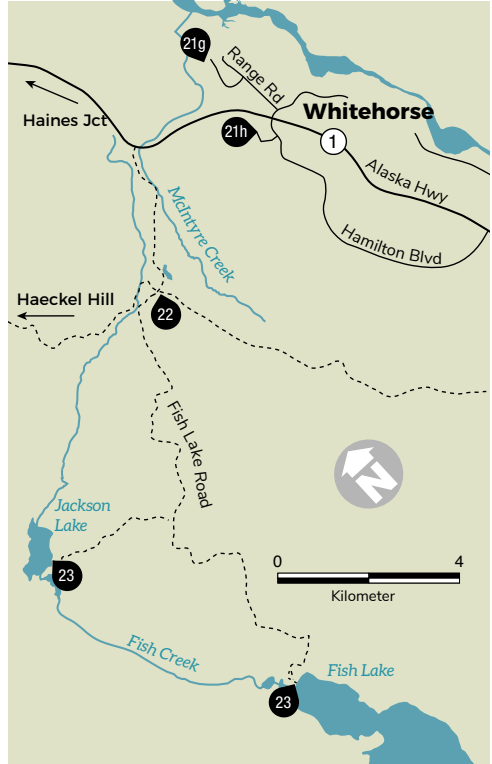 21g
Range Rd
Haines Jct
21h
Whitehorse
1
Alaska Hwy
McIntyre Creek
Hamilton Blvd
Haeckel Hill
22
Fish Lake Road
N
Jackson
Lake
0
4
Kilometer
23
Fish Creek
Fish Lake
23